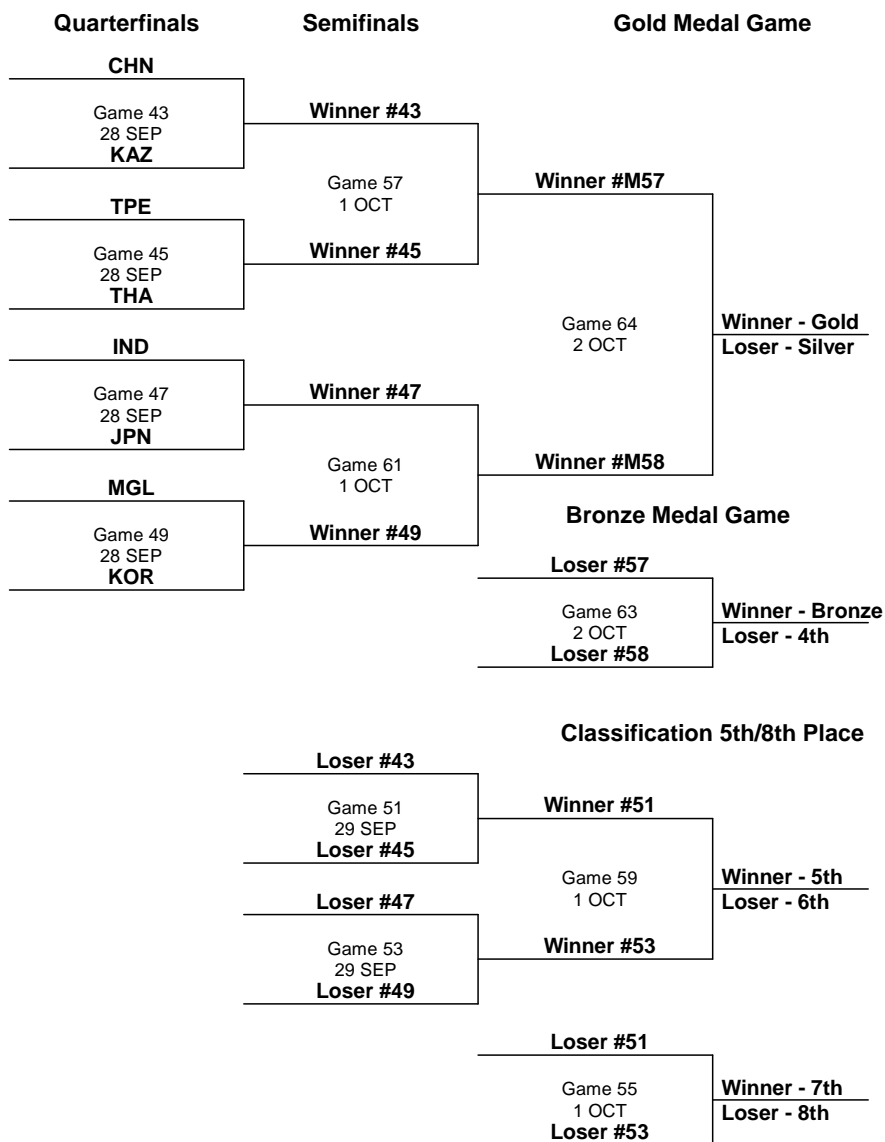 Quarterfinals Semifinals Gold Medal Game
CHN
Game 43
28 SEP
KAZ
Winner #43
Game 57
1 OCT
Winner #45
TPE
Game 45
28 SEP
THA
Winner #M57
Game 64
2 OCT
Winner #M58
Winner - Gold
Loser - Silver
IND
Game 47
28 SEP
JPN
Winner #47
Game 61
1 OCT
Winner #49
MGL
Game 49
28 SEP
KOR
Bronze Medal Game
Loser #57
Game 63
2 OCT
Loser #58
Winner - Bronze
Loser - 4th
Classification 5th/8th Place
Loser #43
Game 51
29 SEP
Loser #45
Winner #51
Game 59
1 OCT
Winner #53
Winner - 5th
Loser - 6th
Loser #47
Game 53
29 SEP
Loser #49
Loser #51
Game 55
1 OCT
Loser #53
Winner - 7th
Loser - 8th